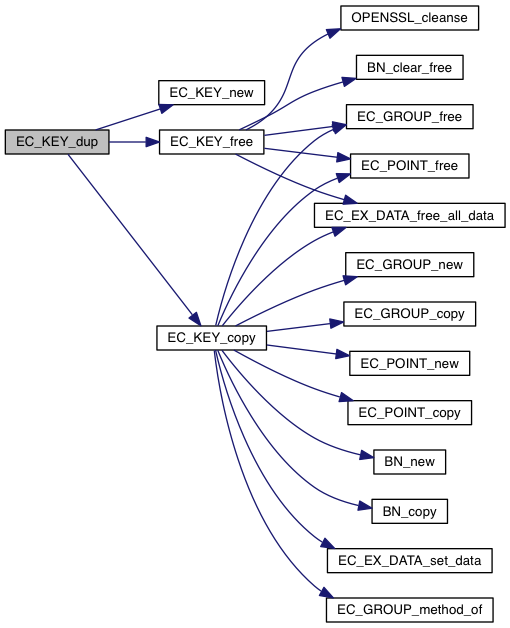 OPENSSL_cleanse
BN_clear_free
EC_KEY_new
EC_GROUP_free
EC_KEY_dup
EC_KEY_free
EC_POINT_free
EC_EX_DATA_free_all_data
EC_GROUP_new
EC_GROUP_copy
EC_KEY_copy
EC_POINT_new
EC_POINT_copy
BN_new
BN_copy
EC_EX_DATA_set_data
EC_GROUP_method_of